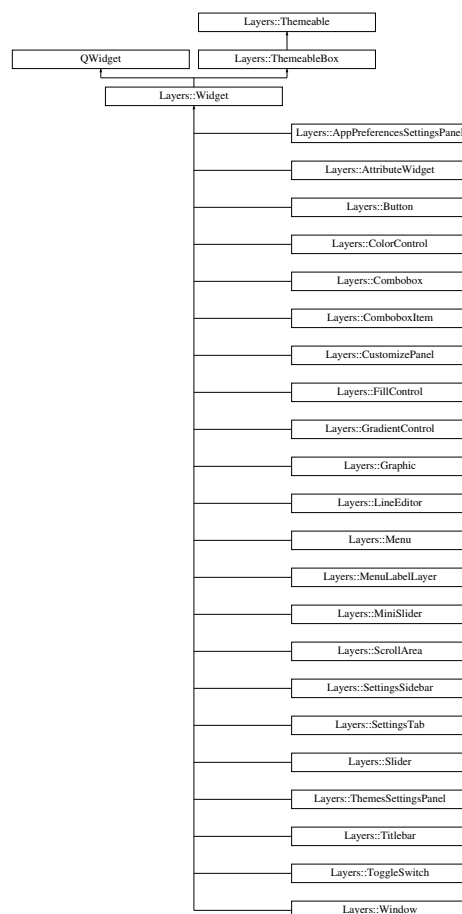 Layers::Themeable
QWidget
Layers::ThemeableBox
Layers::Widget
Layers::AppPreferencesSettingsPanel
Layers::AttributeWidget
Layers::Button
Layers::ColorControl
Layers::Combobox
Layers::ComboboxItem
Layers::CustomizePanel
Layers::FillControl
Layers::GradientControl
Layers::Graphic
Layers::LineEditor
Layers::Menu
Layers::MenuLabelLayer
Layers::MiniSlider
Layers::ScrollArea
Layers::SettingsSidebar
Layers::SettingsTab
Layers::Slider
Layers::ThemesSettingsPanel
Layers::Titlebar
Layers::ToggleSwitch
Layers::Window